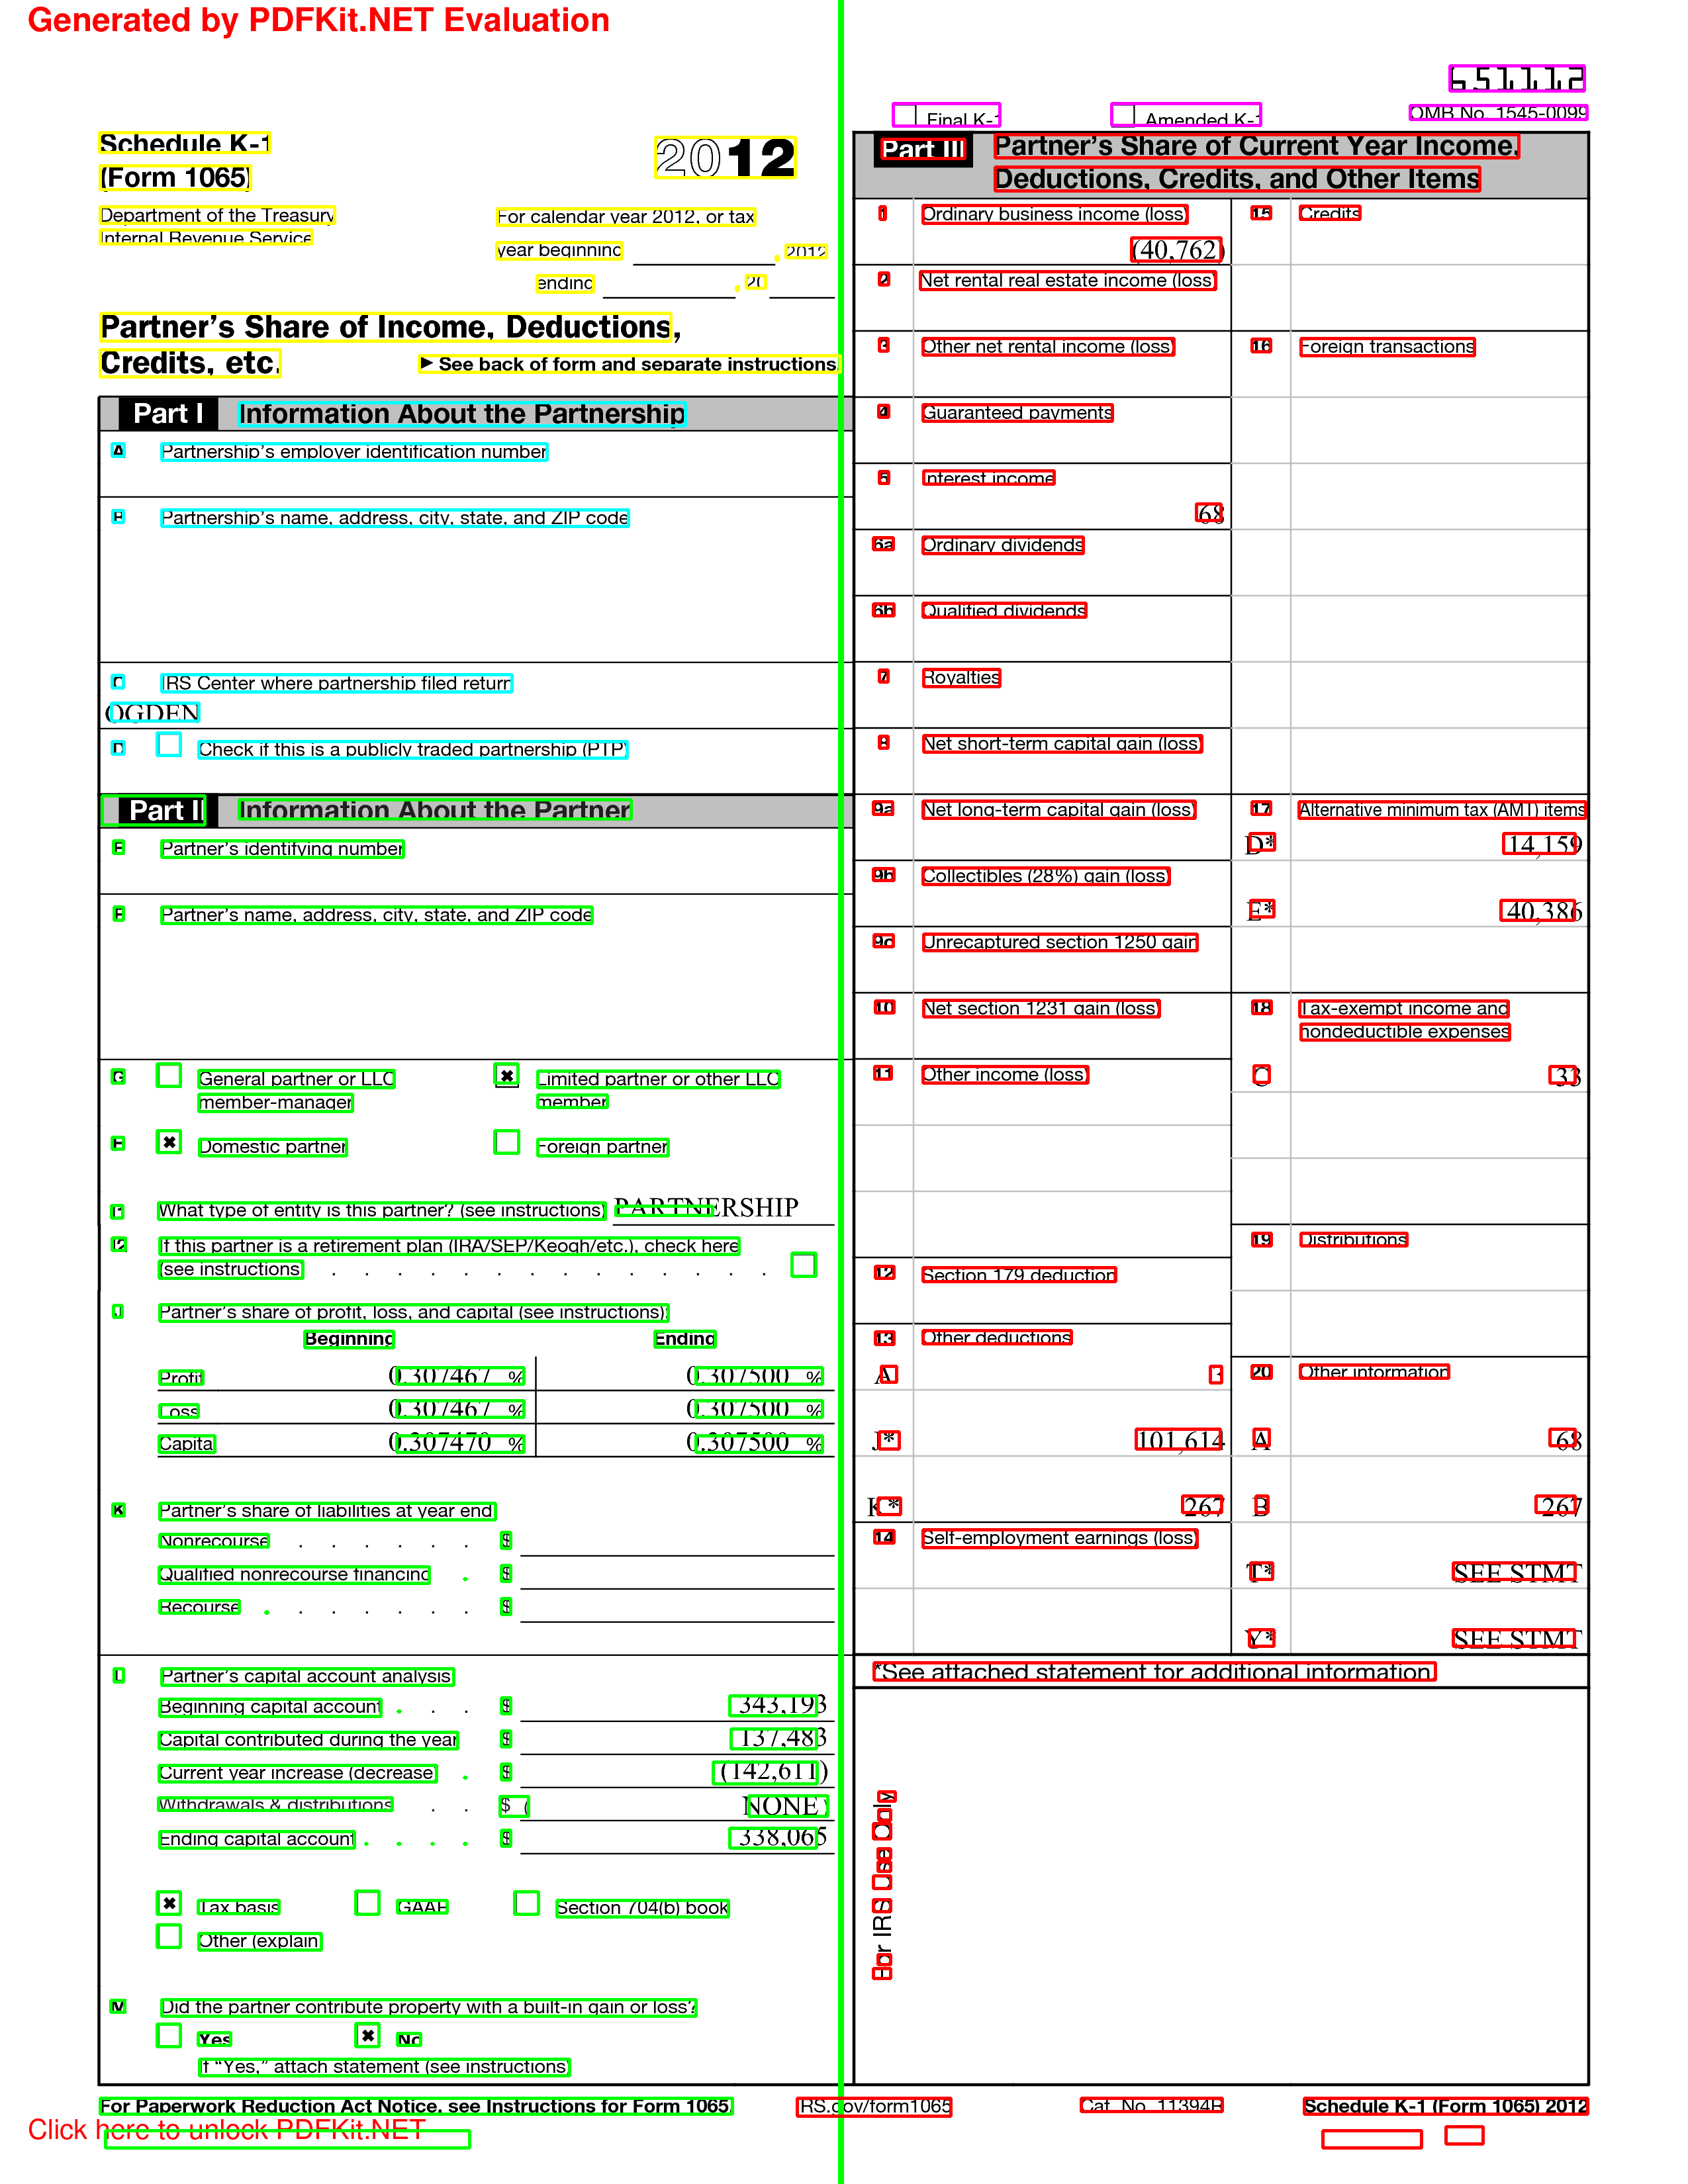 Generated by PDFKit.NET Evaluation
651112
Final K-1
Amended K-1
OMB No. 1545-0099
Schedule K-1
(Form 1065)
2012
Department of the Treasury
Internal Revenue Service
For calendar year 2012, or tax
year beginning , 2012
ending , 20
Partner's Share of Income, Deductions,
Credits, etc.
► See back of form and separate instructions.
Part I Information About the Partnership
A Partnership's employer identification number
B Partnership's name, address, city, state, and ZIP code
C IRS Center where partnership filed return
OGDEN
D Check if this is a publicly traded partnership (PTP)
Part II Information About the Partner
E Partner's identifying number
F Partner's name, address, city, state, and ZIP code
G General partner or LLC
member-manager
✖ Limited partner or other LLC
member
H ✖ Domestic partner
Foreign partner
I1 What type of entity is this partner? (see instructions) PARTNERSHIP
I2 If this partner is a retirement plan (IRA/SEP/Keogh/etc.), check here
(see instructions) . . . . . . . . . . . . . .
J Partner's share of profit, loss, and capital (see instructions):
Beginning Ending
Profit 0.307467 % 0.307500 %
Loss 0.307467 % 0.307500 %
Capital 0.307470 % 0.307500 %
K Partner's share of liabilities at year end:
Nonrecourse . . . . . . $
Qualified nonrecourse financing . $
Recourse . . . . . . . $
L Partner's capital account analysis:
Beginning capital account . . . $ 343,193
Capital contributed during the year $ 137,483
Current year increase (decrease) . $ (142,611)
Withdrawals & distributions . . $ ( NONE )
Ending capital account . . . . $ 338,065
✖ Tax basis GAAP Section 704(b) book
Other (explain)
M Did the partner contribute property with a built-in gain or loss?
Yes ✖ No
If "Yes," attach statement (see instructions)
Part III Partner's Share of Current Year Income,
Deductions, Credits, and Other Items
1 Ordinary business income (loss)
(40,762)
15 Credits
2 Net rental real estate income (loss)
3 Other net rental income (loss)
16 Foreign transactions
4 Guaranteed payments
5 Interest income
68
6a Ordinary dividends
6b Qualified dividends
7 Royalties
8 Net short-term capital gain (loss)
9a Net long-term capital gain (loss)
17 Alternative minimum tax (AMT) items
D* 14,159
9b Collectibles (28%) gain (loss)
E* 40,386
9c Unrecaptured section 1250 gain
10 Net section 1231 gain (loss)
18 Tax-exempt income and
nondeductible expenses
11 Other income (loss)
C 33
19 Distributions
12 Section 179 deduction
13 Other deductions
A
20 Other information
J* 101,614
A 68
K* 267
B 267
14 Self-employment earnings (loss)
T* SEE STMT
Y* SEE STMT
*See attached statement for additional information.
For IRS Use Only
For Paperwork Reduction Act Notice, see Instructions for Form 1065.
IRS.gov/form1065
Cat. No. 11394R
Schedule K-1 (Form 1065) 2012
Click here to unlock PDFKit.NET